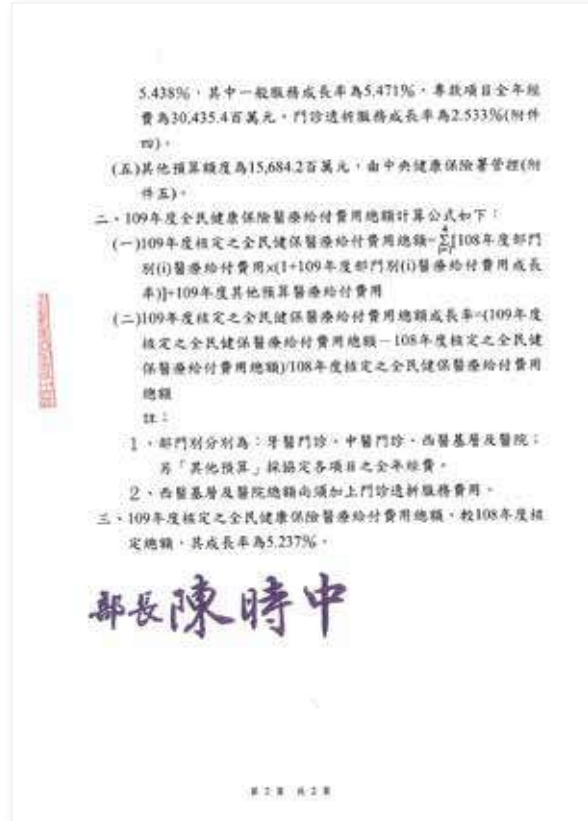 5.438%，其中一般服務成長率為5.471%，專款項目全年經
費為30,435.4百萬元，門診透析服務成長率為2.533%(附件
四)。
(五)其他預算額度為15,684.2百萬元，由中央健康保險署管控(附
件五)。
二、109年度全民健康保險醫療給付費用總額計算公式如下：
(一)109年度核定之全民健保醫療給付費用總額=∑[108年度部門
別(i)醫療給付費用×(1+109年度部門別(i)醫療給付費用成長
率)]+109年度其他預算醫療給付費用
(二)109年度核定之全民健保醫療給付費用總額成長率=(109年度
核定之全民健保醫療給付費用總額－108年度核定之全民健
保醫療給付費用總額)/108年度核定之全民健保醫療給付費用
總額
註：
1、部門別分別為：牙醫門診、中醫門診、西醫基層及醫院；
另「其他預算」採協定各項目之全年經費。
2、西醫基層及醫院總額尚須加上門診透析服務費用。
三、109年度核定之全民健康保險醫療給付費用總額，較108年度核
定總額，其成長率為5.237%。
部長陳時中
第2頁 共2頁